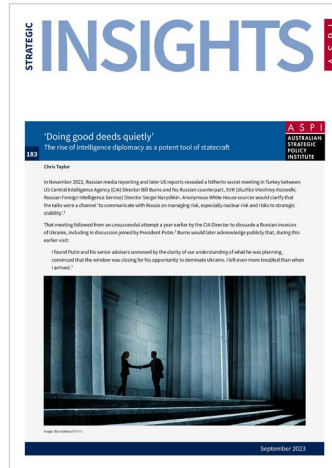 STRATEGIC
INSIGHTS
ASPI
ASPI
AUSTRALIAN
STRATEGIC
POLICY
INSTITUTE
183
‘Doing good deeds quietly’
The rise of intelligence diplomacy as a potent tool of statecraft
Chris Taylor
In November 2022, Russian media reporting and later US reports revealed a hitherto secret meeting in Turkey between
US Central Intelligence Agency (CIA) Director Bill Burns and his Russian counterpart, SVR (Sluzhba Vneshney Razvedki,
Russian Foreign Intelligence Service) Director Sergei Naryshkin. Anonymous White House sources would clarify that
the talks were a channel ‘to communicate with Russia on managing risk, especially nuclear risk and risks to strategic
stability’.¹
That meeting followed from an unsuccessful attempt a year earlier by the CIA Director to dissuade a Russian invasion
of Ukraine, including in discussion joined by President Putin.² Burns would later acknowledge publicly that, during this
earlier visit:
I found Putin and his senior advisers unmoved by the clarity of our understanding of what he was planning,
convinced that the window was closing for his opportunity to dominate Ukraine. I left even more troubled than when
I arrived.³
September 2023